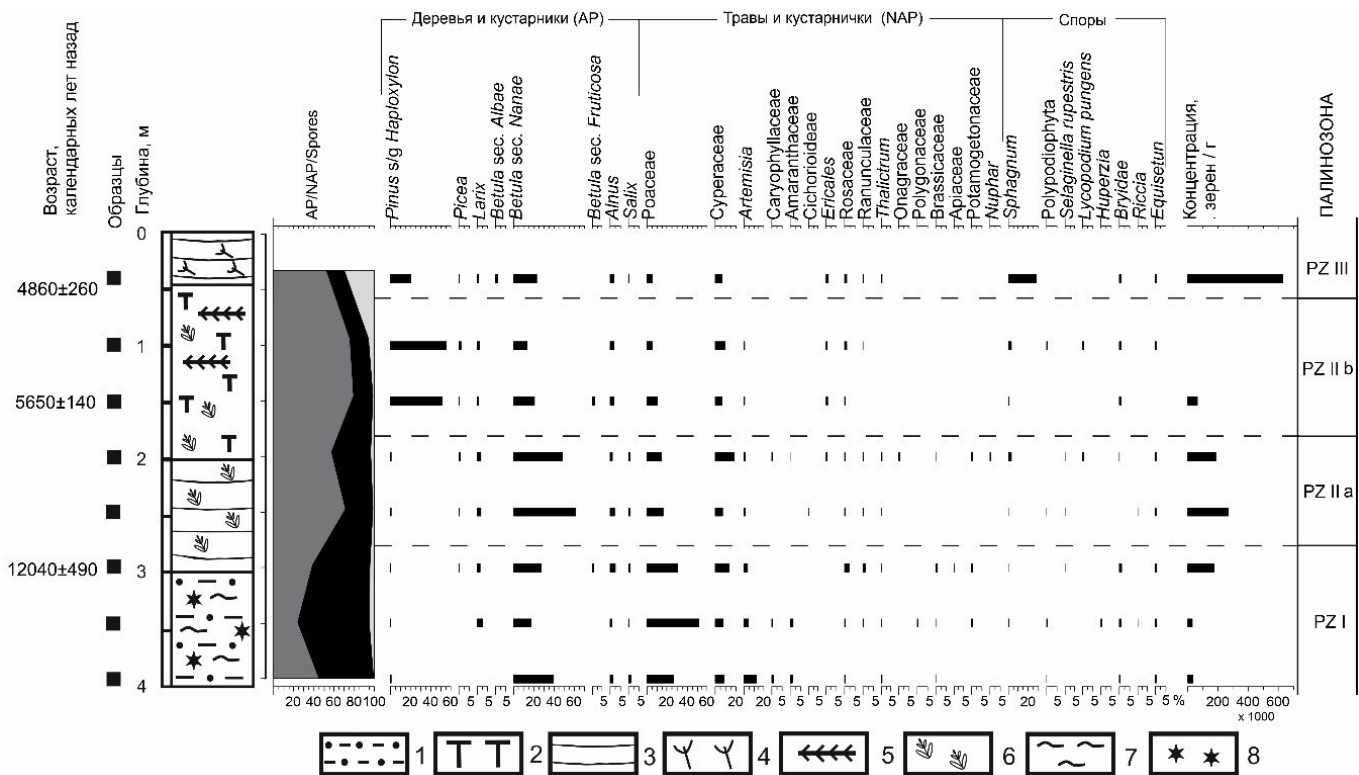 Деревья и кустарники (AP)
Травы и кустарнички (NAP)
Споры
Возраст,
календарных лет назад
Образцы
Глубина, м
AP/NAP/Spores
Pinus s/g Haploxylon
Picea
Larix
Betula sec. Albae
Betula sec. Nanae
Betula sec. Fruticosa
Alnus
Salix
Poaceae
Cyperaceae
Artemisia
Caryophyllaceae
Amaranthaceae
Cichorioideae
Ericales
Rosaceae
Ranunculaceae
Thalictrum
Onagraceae
Polygonaceae
Brassicaceae
Apiaceae
Potamogetonaceae
Nuphar
Sphagnum
Polypodiophyta
Selaginella rupestris
Lycopodium pungens
Huperzia
Bryidae
Riccia
Equisetun
Концентрация,
зерен / г
ПАЛИНОЗОНА
0
PZ III
4860±260
1
PZ II b
5650±140
2
PZ II a
12040±490
3
PZ I
4
20 40 60 80 100
20 40 60
5
5
5
20 40 60
5
5
5
20 40 60
20
20
5
5
5
5
5
5
5
5
5
5
5
5
5
20
5
5
5
5
5
5
5 %
200 400 600
x 1000
1
2
3
4
5
6
7
8